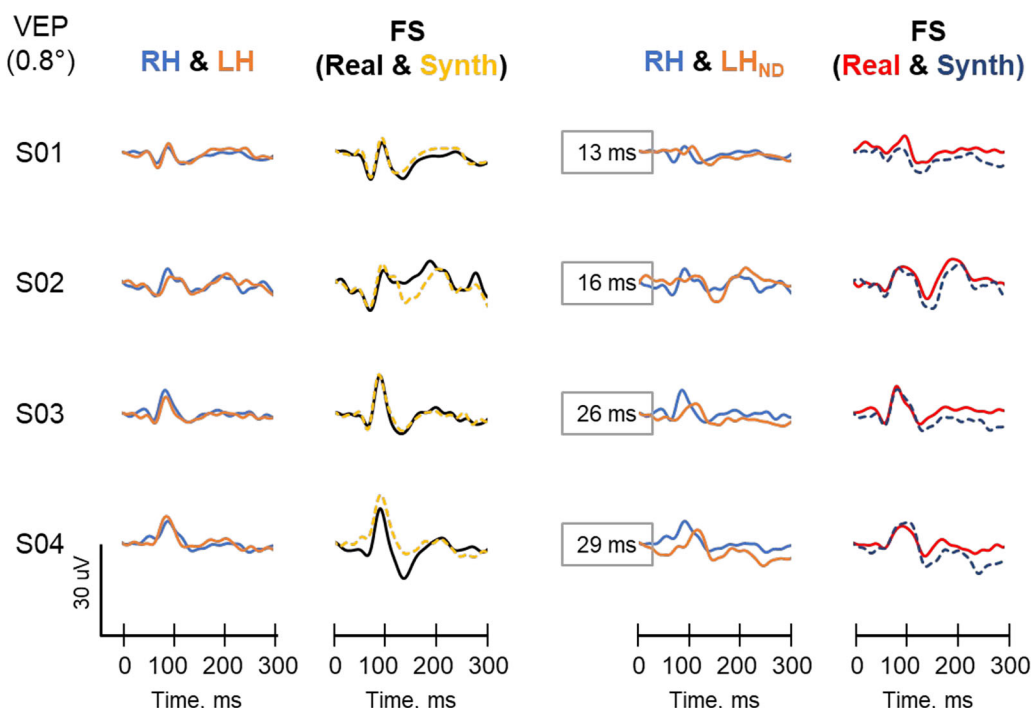 VEP
(0.8°)
RH & LH
FS
(Real & Synth)
RH & LH_ND
FS
(Real & Synth)
S01
13 ms
S02
16 ms
S03
26 ms
S04
29 ms
30 uV
0 100 200 300
0 100 200 300
0 100 200 300
0 100 200 300
Time, ms
Time, ms
Time, ms
Time, ms